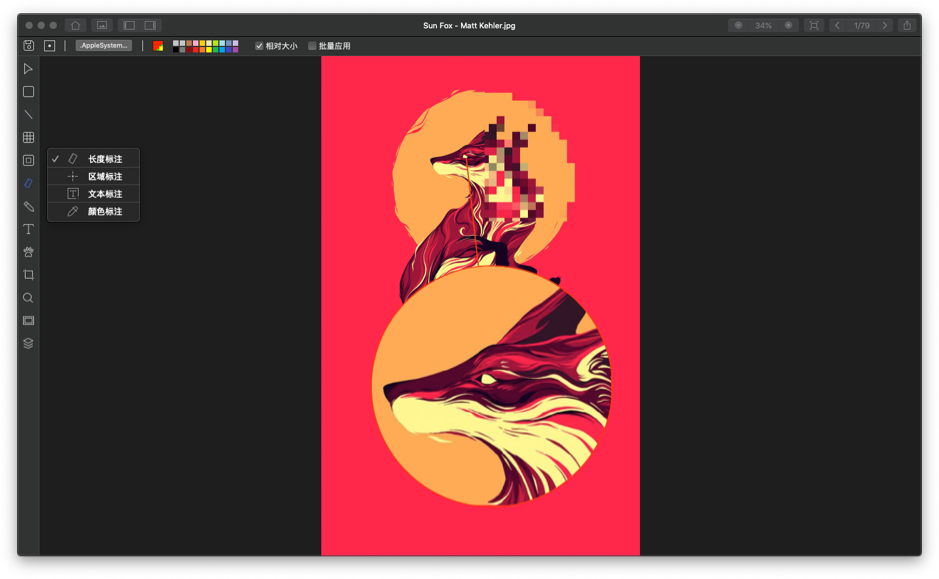 Sun Fox - Matt Kehler.jpg
34%
1/79
.AppleSystem...
相对大小
批量应用
长度标注
区域标注
文本标注
颜色标注